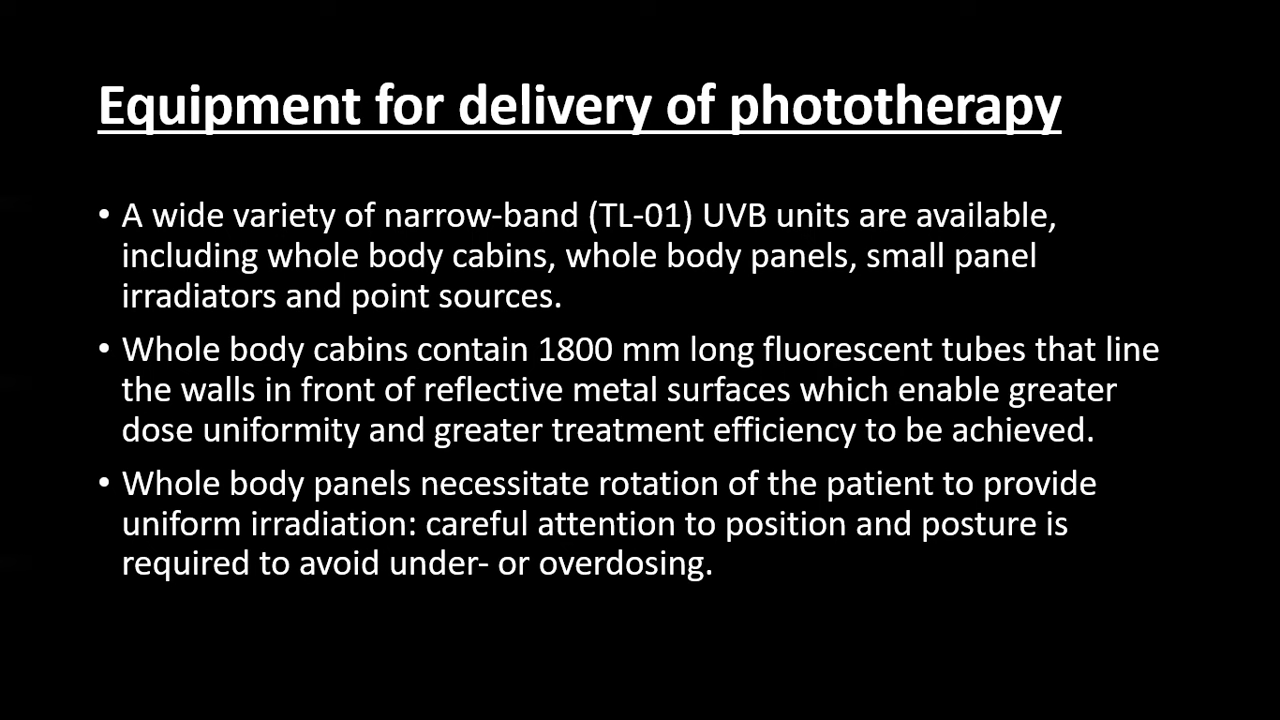 Equipment for delivery of phototherapy
• A wide variety of narrow-band (TL-01) UVB units are available,
including whole body cabins, whole body panels, small panel
irradiators and point sources.
• Whole body cabins contain 1800 mm long fluorescent tubes that line
the walls in front of reflective metal surfaces which enable greater
dose uniformity and greater treatment efficiency to be achieved.
• Whole body panels necessitate rotation of the patient to provide
uniform irradiation: careful attention to position and posture is
required to avoid under- or overdosing.